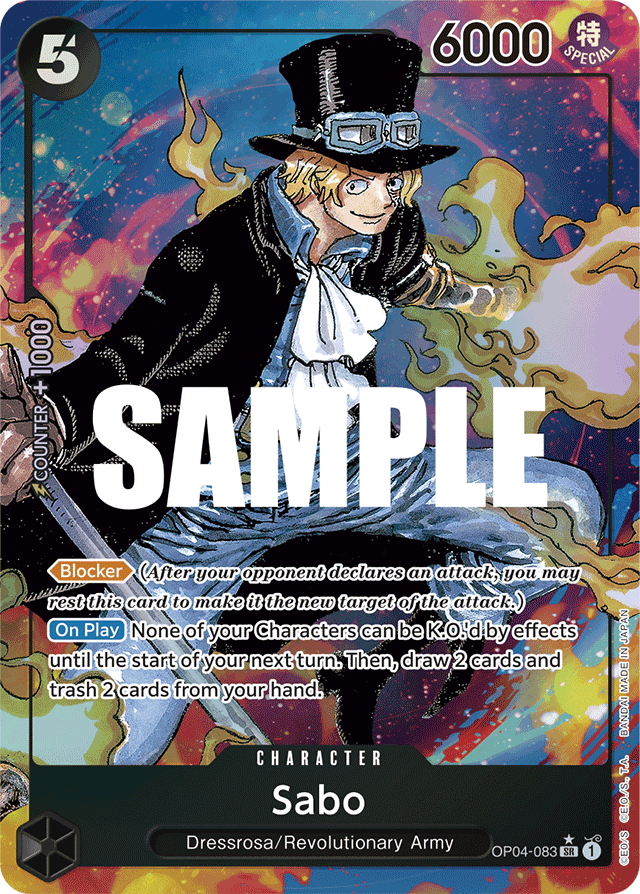 5
6000
特
SPECIAL
COUNTER +1000
SAMPLE
Blocker (After your opponent declares an attack, you may
rest this card to make it the new target of the attack.)
On Play None of your Characters can be K.O.'d by effects
until the start of your next turn. Then, draw 2 cards and
trash 2 cards from your hand.
CHARACTER
Sabo
Dressrosa/Revolutionary Army
OP04-083 ★ SR 1
©EO/S ©E.O./S., T.A. BANDAI MADE IN JAPAN